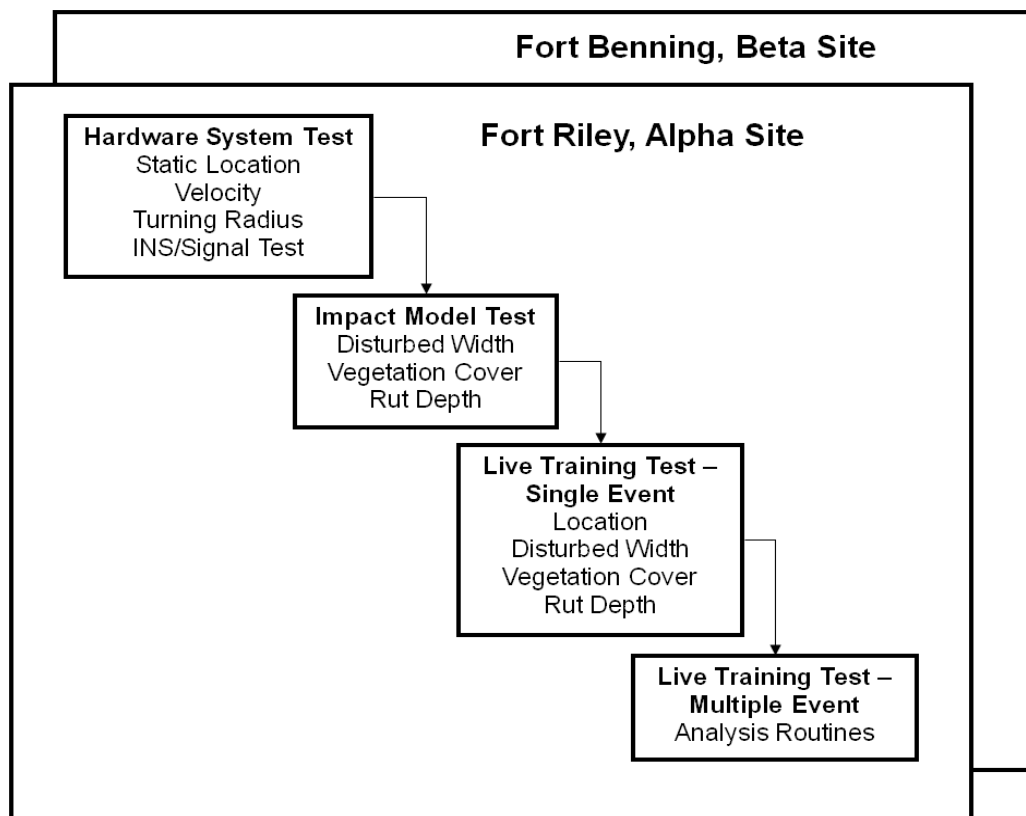 Fort Benning, Beta Site
Fort Riley, Alpha Site
Hardware System Test
Static Location
Velocity
Turning Radius
INS/Signal Test
Impact Model Test
Disturbed Width
Vegetation Cover
Rut Depth
Live Training Test –
Single Event
Location
Disturbed Width
Vegetation Cover
Rut Depth
Live Training Test –
Multiple Event
Analysis Routines